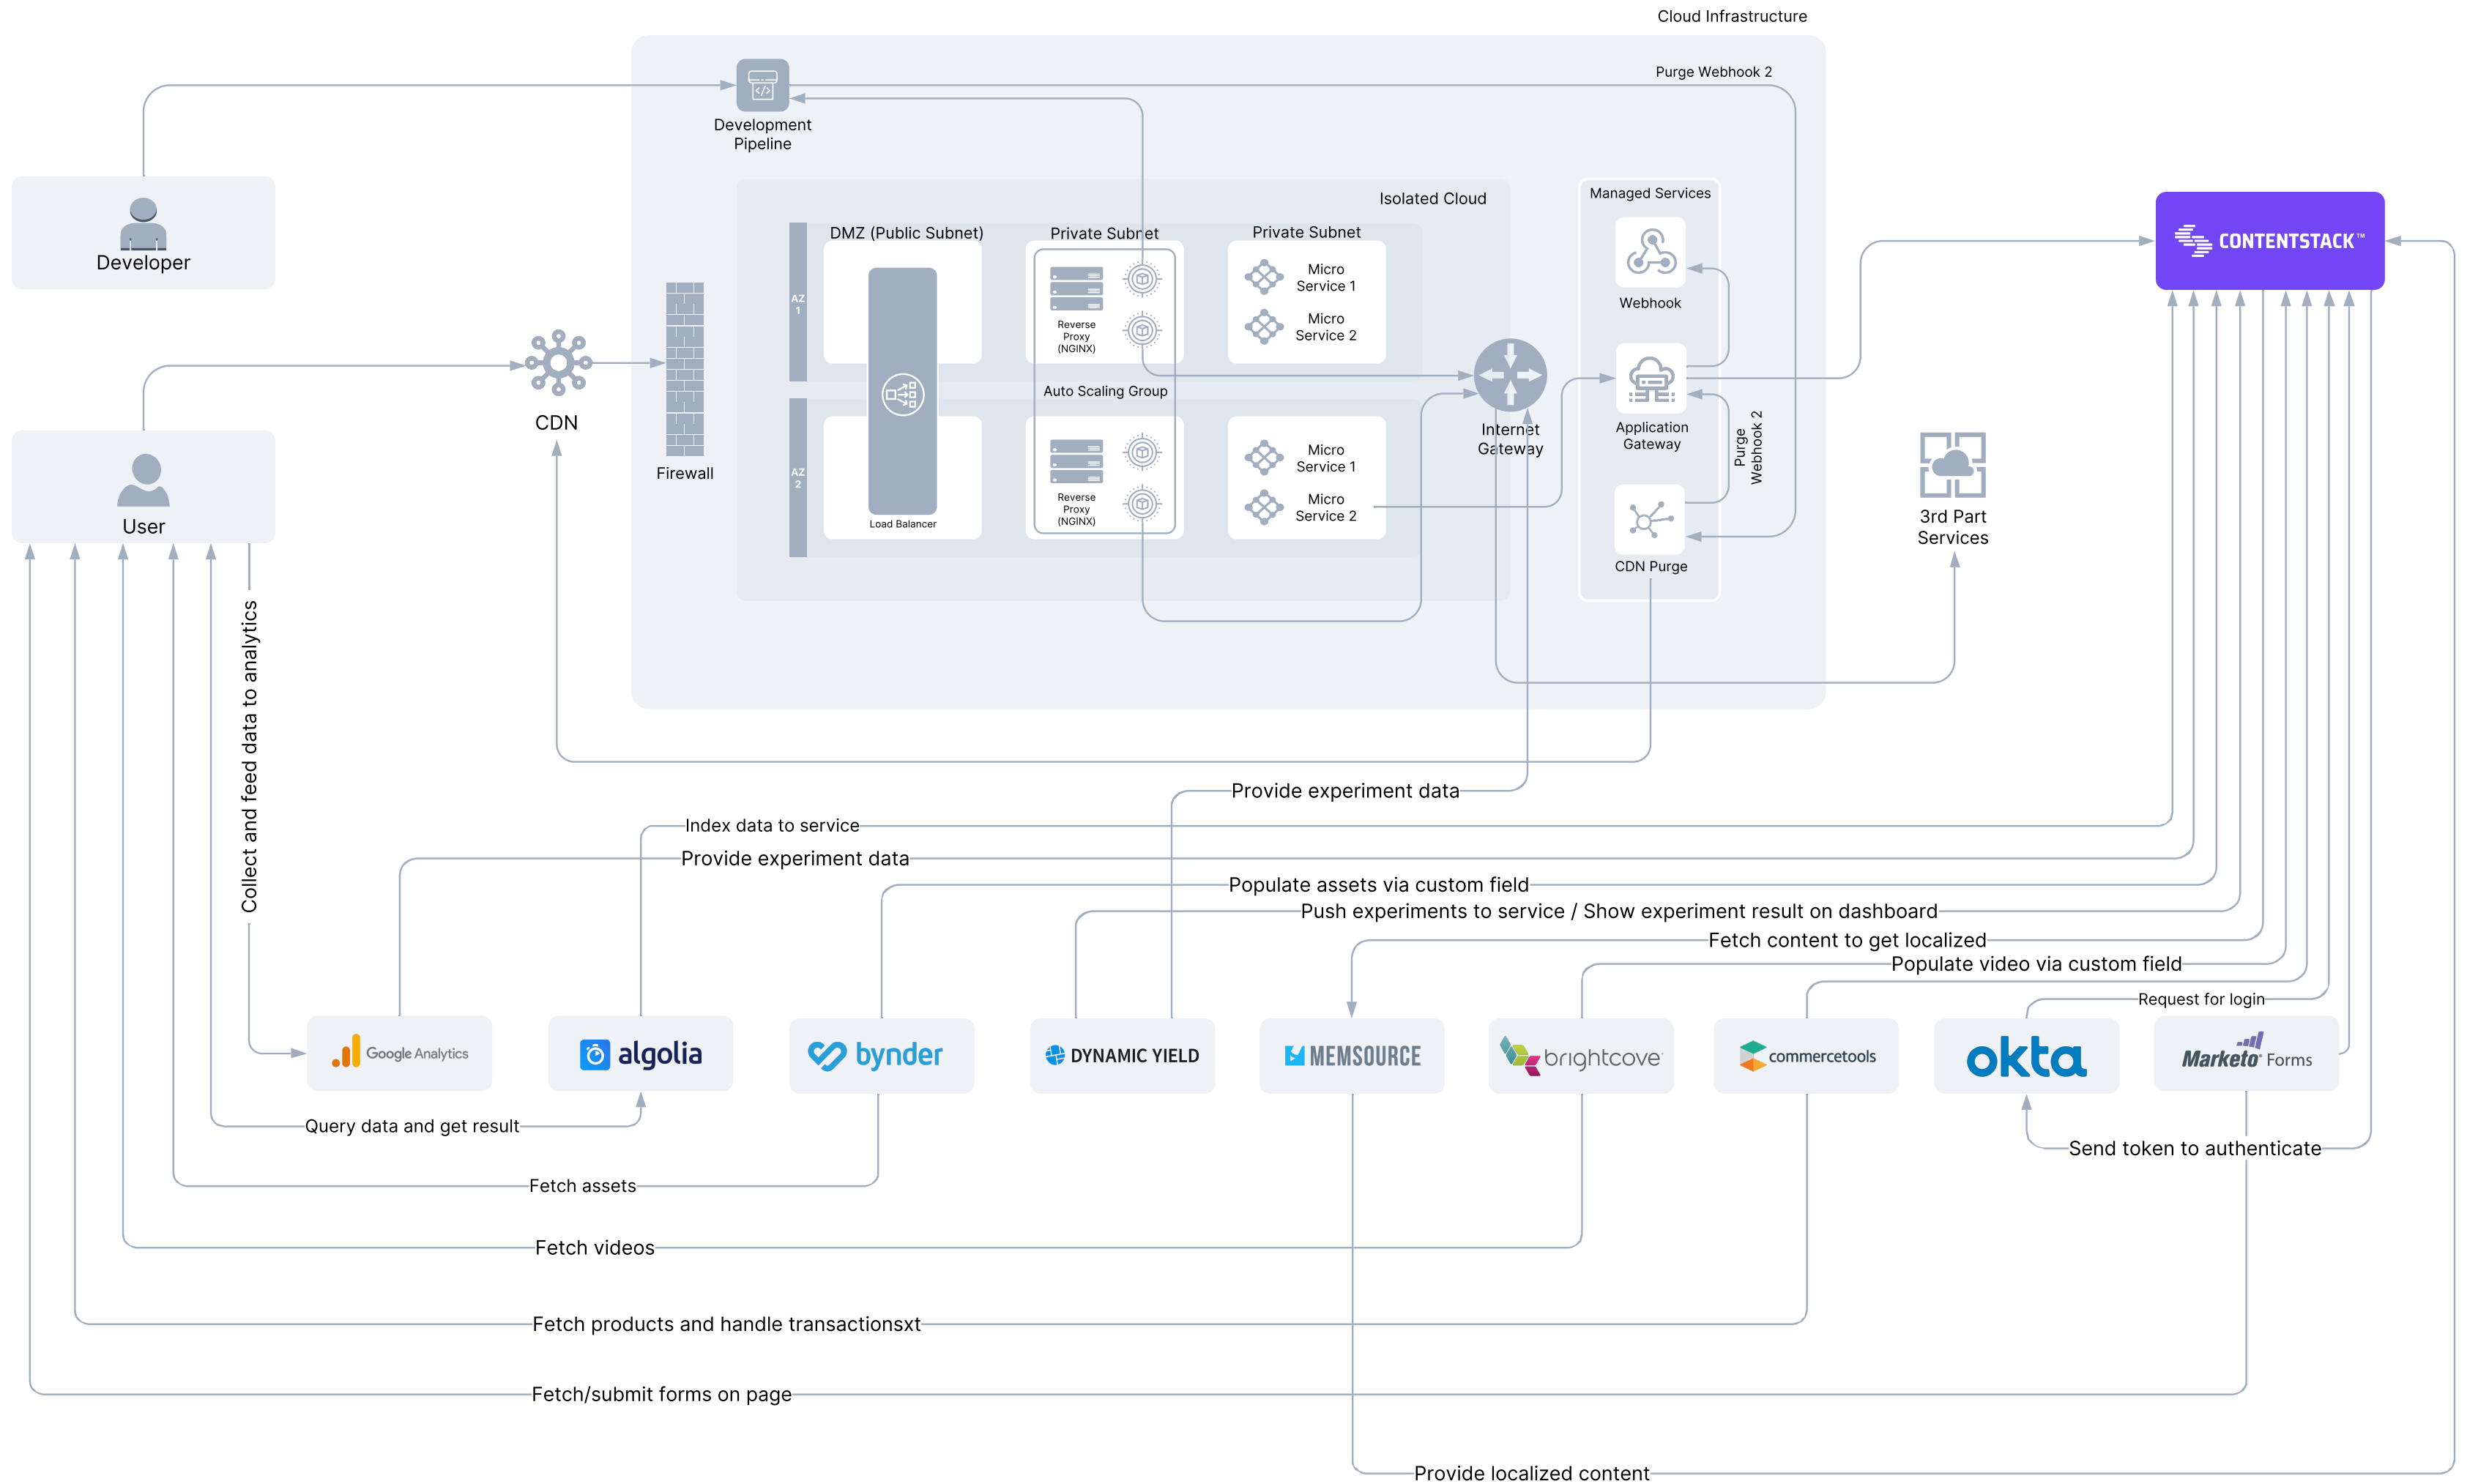 Cloud Infrastructure
Purge Webhook 2
Development
Pipeline
Developer
Isolated Cloud
Managed Services
DMZ (Public Subnet)
Private Subnet
Private Subnet
AZ
1
Reverse
Proxy
(NGINX)
Micro
Service 1
Micro
Service 2
Webhook
CONTENTSTACK™
Auto Scaling Group
CDN
Firewall
User
AZ
2
Load Balancer
Reverse
Proxy
(NGINX)
Micro
Service 1
Micro
Service 2
Internet
Gateway
Application
Gateway
Purge
Webhook 2
CDN Purge
3rd Part
Services
Collect and feed data to analytics
Provide experiment data
Index data to service
Provide experiment data
Populate assets via custom field
Push experiments to service / Show experiment result on dashboard
Fetch content to get localized
Populate video via custom field
Request for login
Google Analytics
algolia
bynder
DYNAMIC YIELD
MEMSOURCE
brightcove
commercetools
okta
Marketo® Forms
Query data and get result
Send token to authenticate
Fetch assets
Fetch videos
Fetch products and handle transactionsxt
Fetch/submit forms on page
Provide localized content